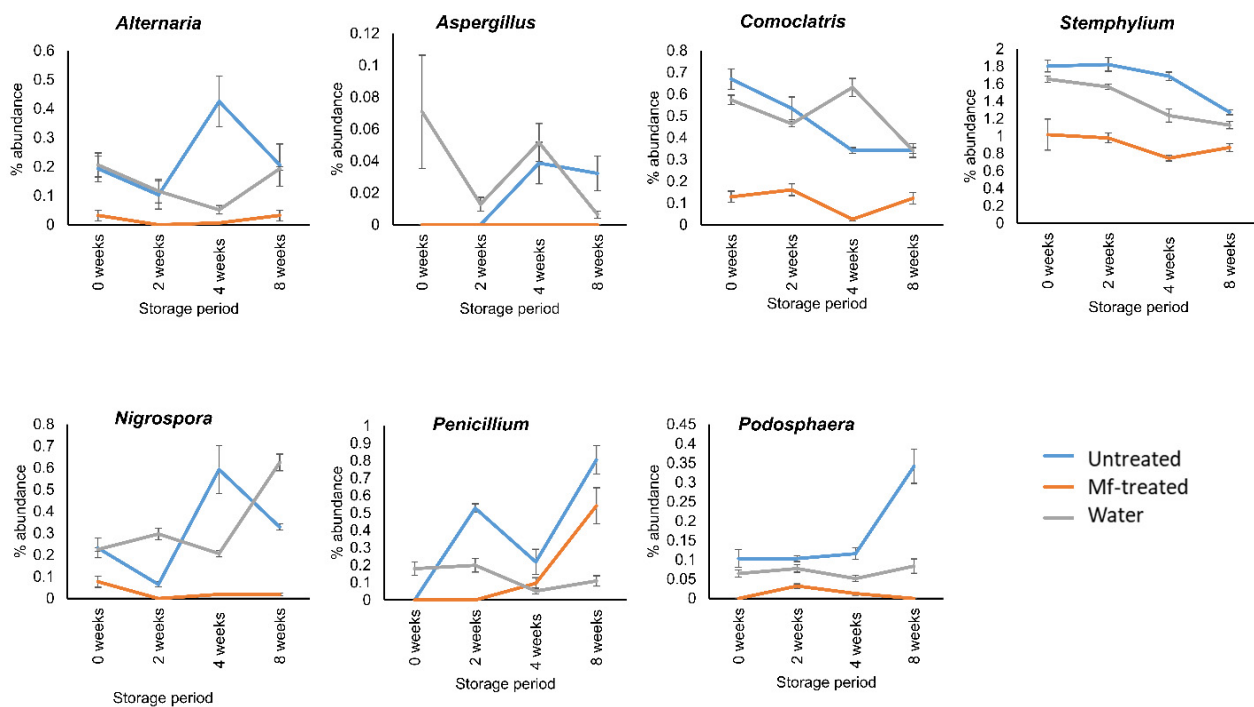 Alternaria
0.6
0.5
0.4
0.3
0.2
0.1
0
% abundance
0 weeks
2 weeks
4 weeks
8 weeks
Storage period
Aspergillus
0.12
0.1
0.08
0.06
0.04
0.02
0
% abundance
0 weeks
2 weeks
4 weeks
8 weeks
Storage period
Comoclatris
0.8
0.7
0.6
0.5
0.4
0.3
0.2
0.1
0
% abundance
0 weeks
2 weeks
4 weeks
8 weeks
Storage period
Stemphylium
2
1.8
1.6
1.4
1.2
1
0.8
0.6
0.4
0.2
0
% abundance
0 weeks
2 weeks
4 weeks
8 weeks
Storage period
Nigrospora
0.8
0.7
0.6
0.5
0.4
0.3
0.2
0.1
0
% abundance
0 weeks
2 weeks
4 weeks
8 weeks
Storage period
Penicillium
1
0.9
0.8
0.7
0.6
0.5
0.4
0.3
0.2
0.1
0
% abundance
0 weeks
2 weeks
4 weeks
8 weeks
Storage period
Podosphaera
0.45
0.4
0.35
0.3
0.25
0.2
0.15
0.1
0.05
0
% abundance
0 weeks
2 weeks
4 weeks
8 weeks
Storage period
Untreated
Mf-treated
Water